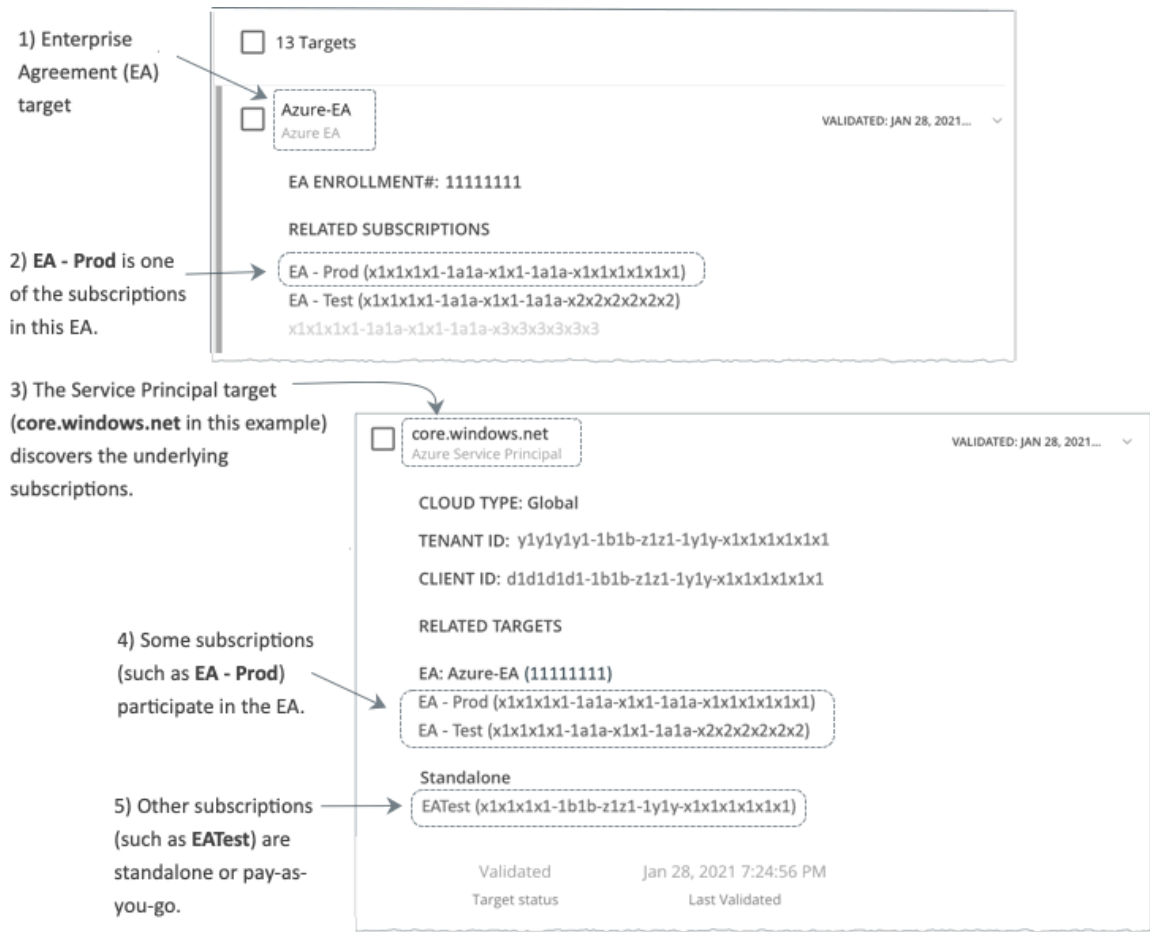 1) Enterprise
Agreement (EA)
target
13 Targets
Azure-EA
Azure EA
VALIDATED: JAN 28, 2021...
EA ENROLLMENT#: 11111111
RELATED SUBSCRIPTIONS
2) EA - Prod is one
of the subscriptions
in this EA.
EA - Prod (x1x1x1x1-1a1a-x1x1-1a1a-x1x1x1x1x1x1)
EA - Test (x1x1x1x1-1a1a-x1x1-1a1a-x2x2x2x2x2x2)
x1x1x1x1-1a1a-x1x1-1a1a-x3x3x3x3x3x3
3) The Service Principal target
(core.windows.net in this example)
discovers the underlying
subscriptions.
core.windows.net
Azure Service Principal
VALIDATED: JAN 28, 2021...
CLOUD TYPE: Global
TENANT ID: y1y1y1y1-1b1b-z1z1-1y1y-x1x1x1x1x1x1
CLIENT ID: d1d1d1d1-1b1b-z1z1-1y1y-x1x1x1x1x1x1
RELATED TARGETS
4) Some subscriptions
(such as EA - Prod)
participate in the EA.
EA: Azure-EA (11111111)
EA - Prod (x1x1x1x1-1a1a-x1x1-1a1a-x1x1x1x1x1x1)
EA - Test (x1x1x1x1-1a1a-x1x1-1a1a-x2x2x2x2x2x2)
Standalone
5) Other subscriptions
(such as EATest) are
standalone or pay-as-
you-go.
EATest (x1x1x1x1-1b1b-z1z1-1y1y-x1x1x1x1x1x1)
Validated
Jan 28, 2021 7:24:56 PM
Target status
Last Validated